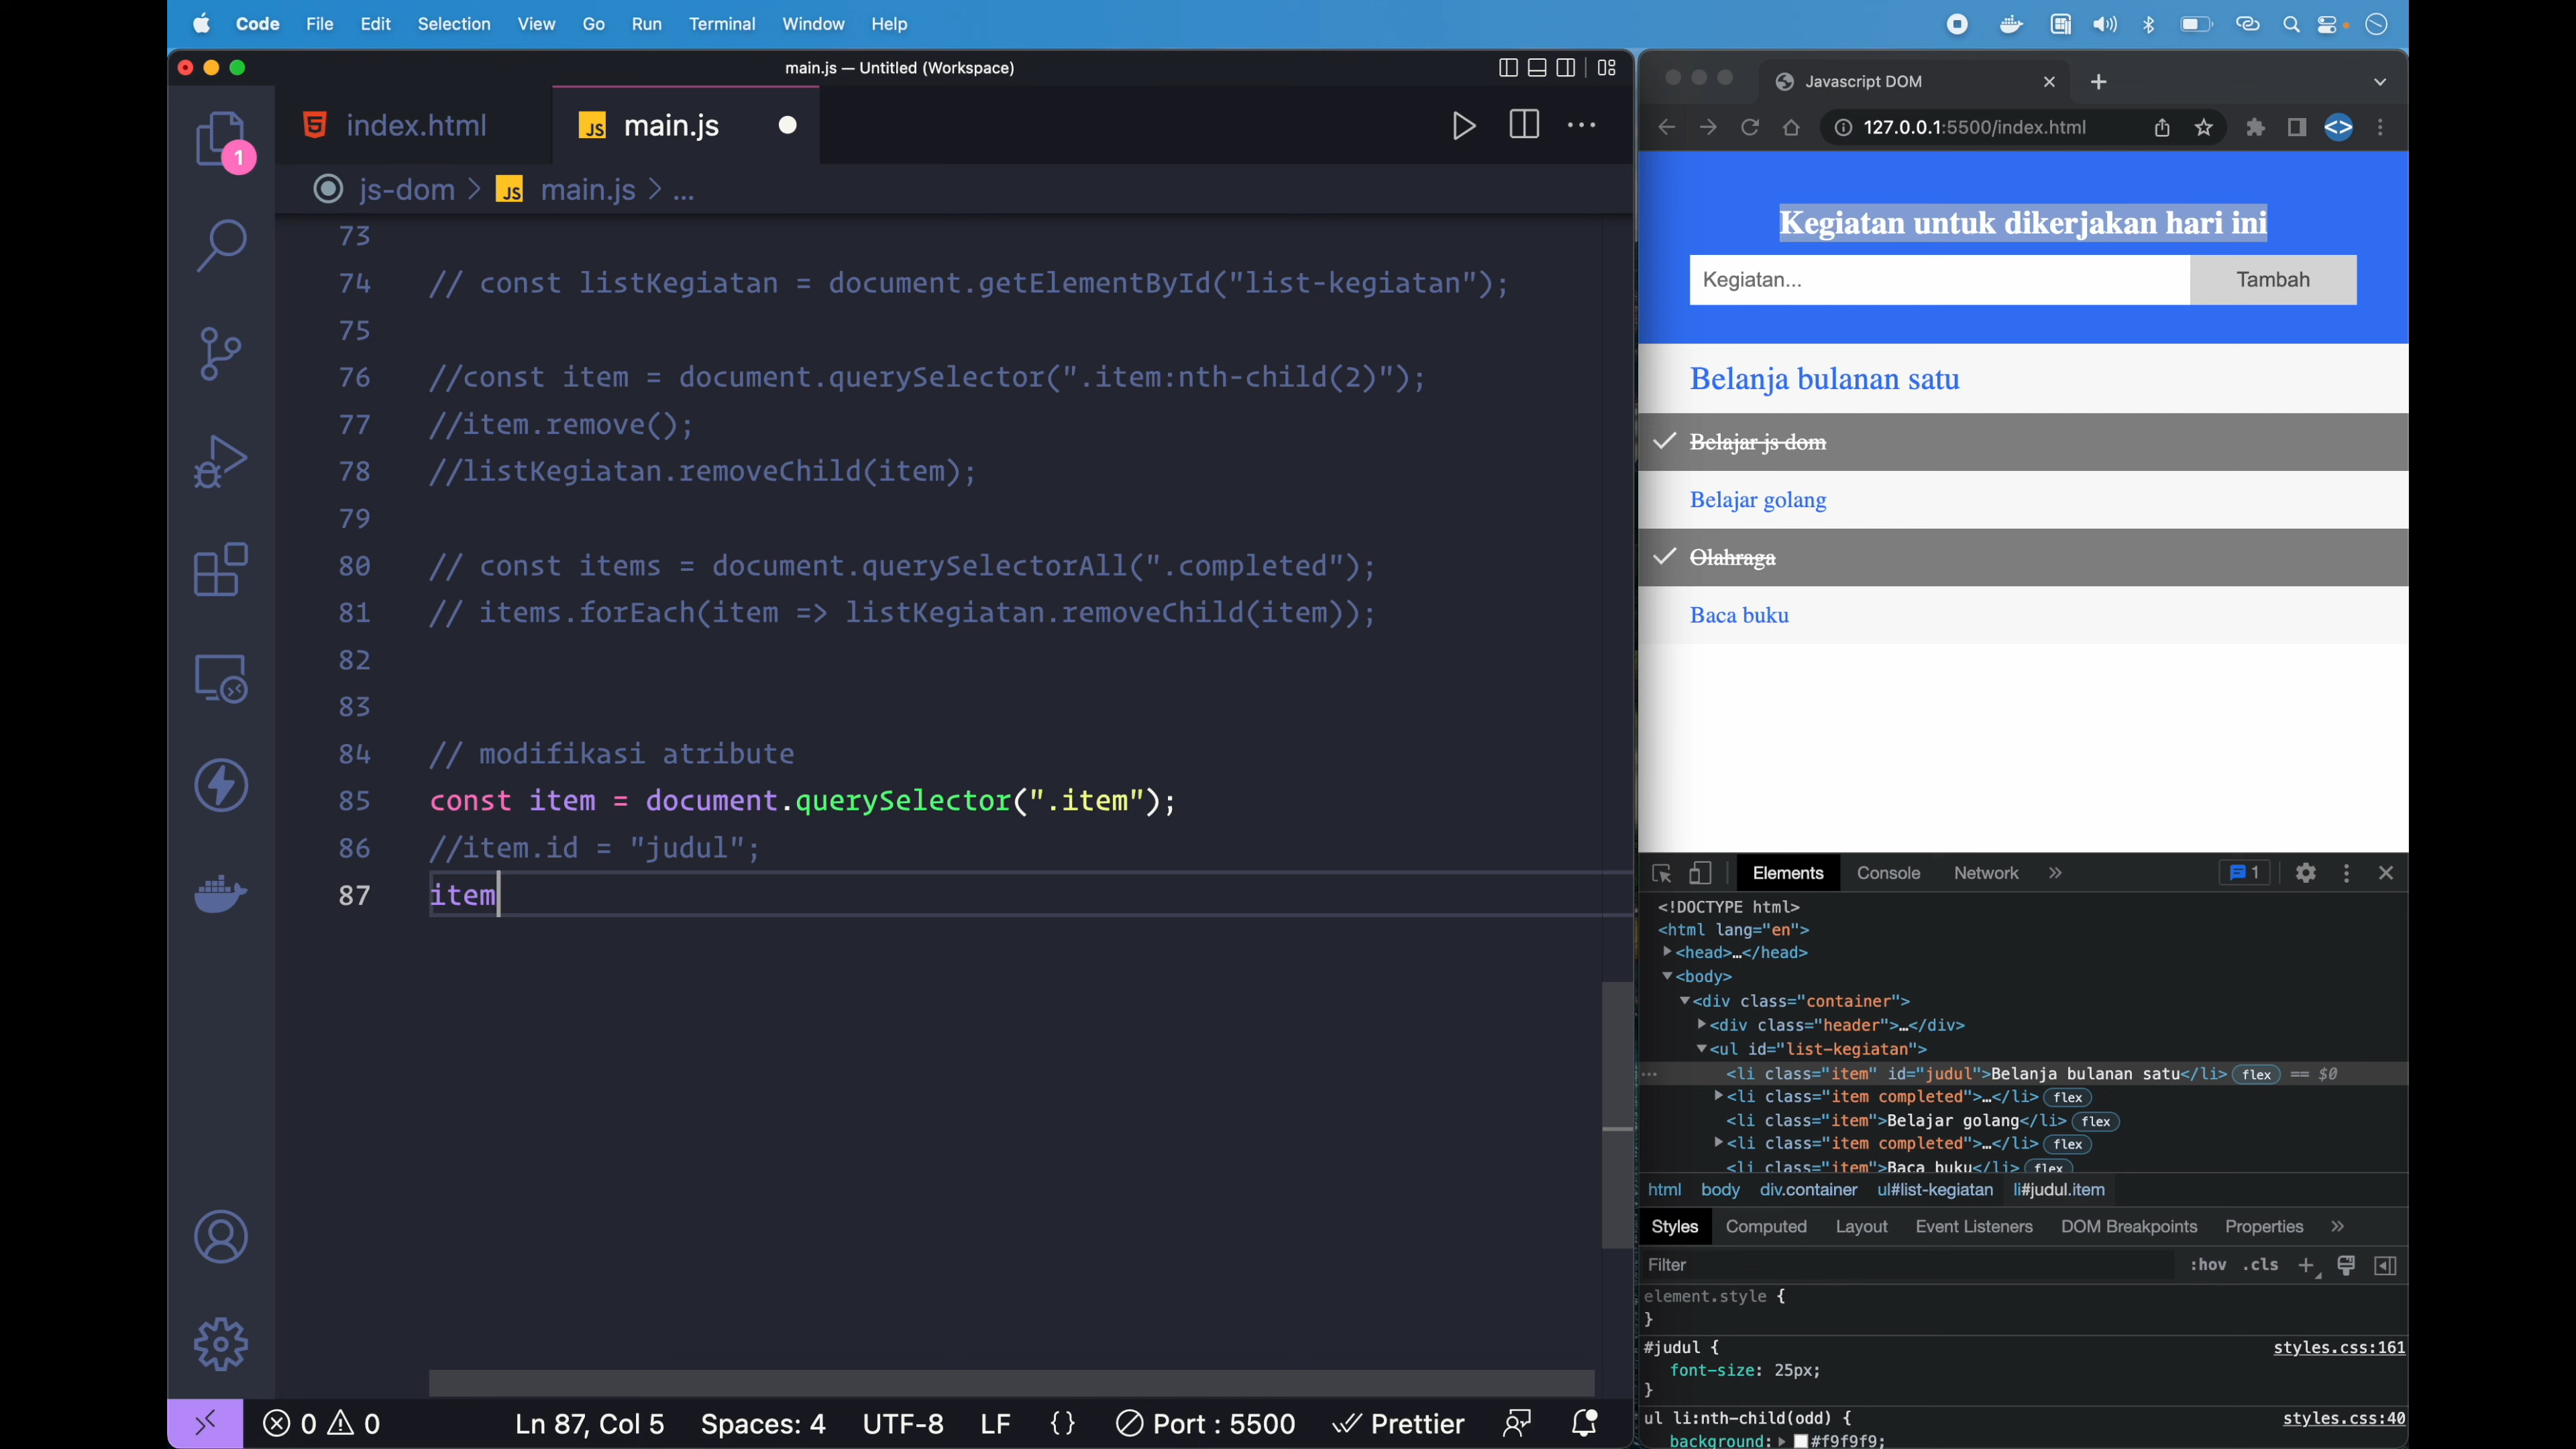 Code File Edit Selection View Go Run Terminal Window Help
main.js — Untitled (Workspace)
index.html
JS main.js
1
js-dom > JS main.js > ...
73
74 // const listKegiatan = document.getElementById("list-kegiatan");
75
76 //const item = document.querySelector(".item:nth-child(2)");
77 //item.remove();
78 //listKegiatan.removeChild(item);
79
80 // const items = document.querySelectorAll(".completed");
81 // items.forEach(item => listKegiatan.removeChild(item));
82
83
84 // modifikasi atribute
85 const item = document.querySelector(".item");
86 //item.id = "judul";
87 item
0 0 Ln 87, Col 5 Spaces: 4 UTF-8 LF {} Port : 5500 Prettier
Javascript DOM
127.0.0.1:5500/index.html
Kegiatan untuk dikerjakan hari ini
Kegiatan... Tambah
Belanja bulanan satu
Belajar js dom
Belajar golang
Olahraga
Baca buku
Elements Console Network » 1
<!DOCTYPE html>
<html lang="en">
<head>…</head>
<body>
<div class="container">
<div class="header">…</div>
<ul id="list-kegiatan">
<li class="item" id="judul">Belanja bulanan satu</li> flex == $0
<li class="item completed">…</li> flex
<li class="item">Belajar golang</li> flex
<li class="item completed">…</li> flex
<li class="item">Baca buku</li> flex
html body div.container ul#list-kegiatan li#judul.item
Styles Computed Layout Event Listeners DOM Breakpoints Properties »
Filter :hov .cls +
element.style {
}
#judul { styles.css:161
font-size: 25px;
}
ul li:nth-child(odd) { styles.css:40
background: #f9f9f9;